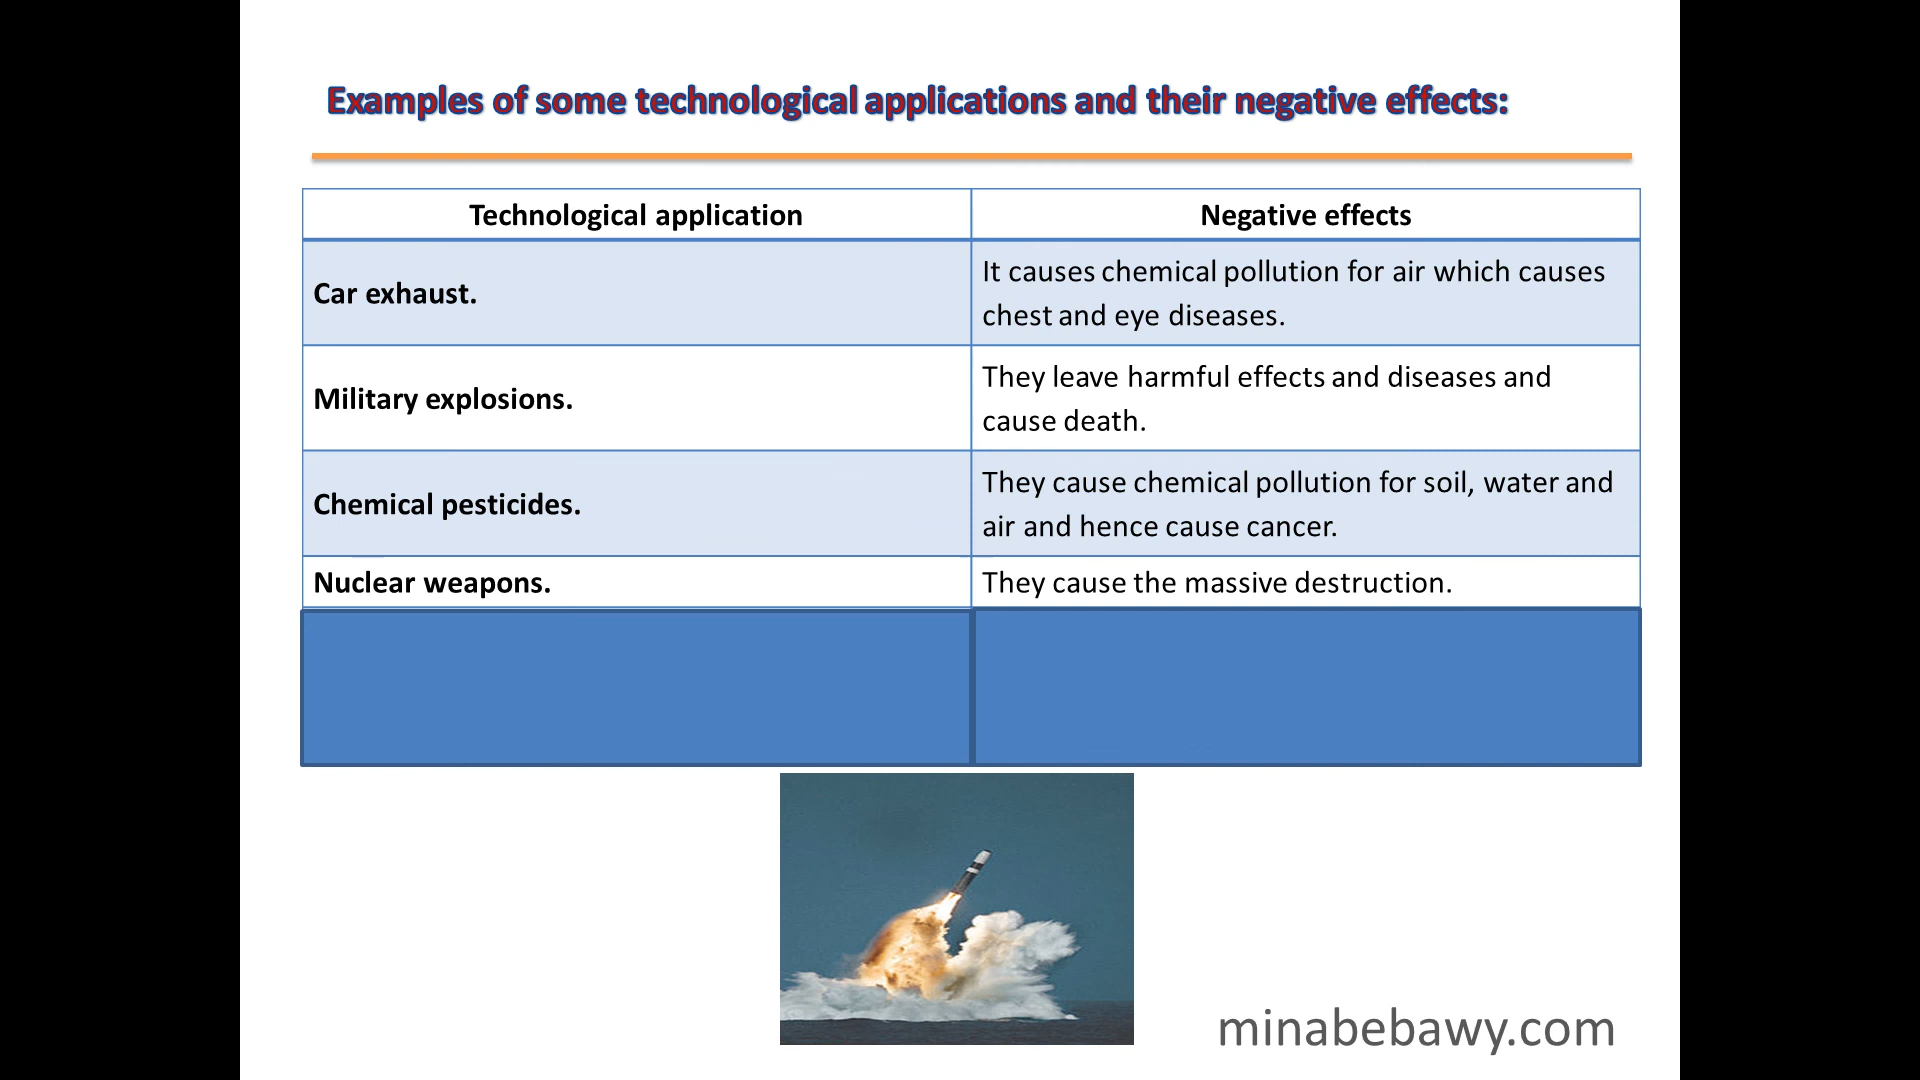 Examples of some technological applications and their negative effects:
Technological application
Negative effects
Car exhaust.
It causes chemical pollution for air which causes
chest and eye diseases.
Military explosions.
They leave harmful effects and diseases and
cause death.
Chemical pesticides.
They cause chemical pollution for soil, water and
air and hence cause cancer.
Nuclear weapons.
They cause the massive destruction.
minabebawy.com